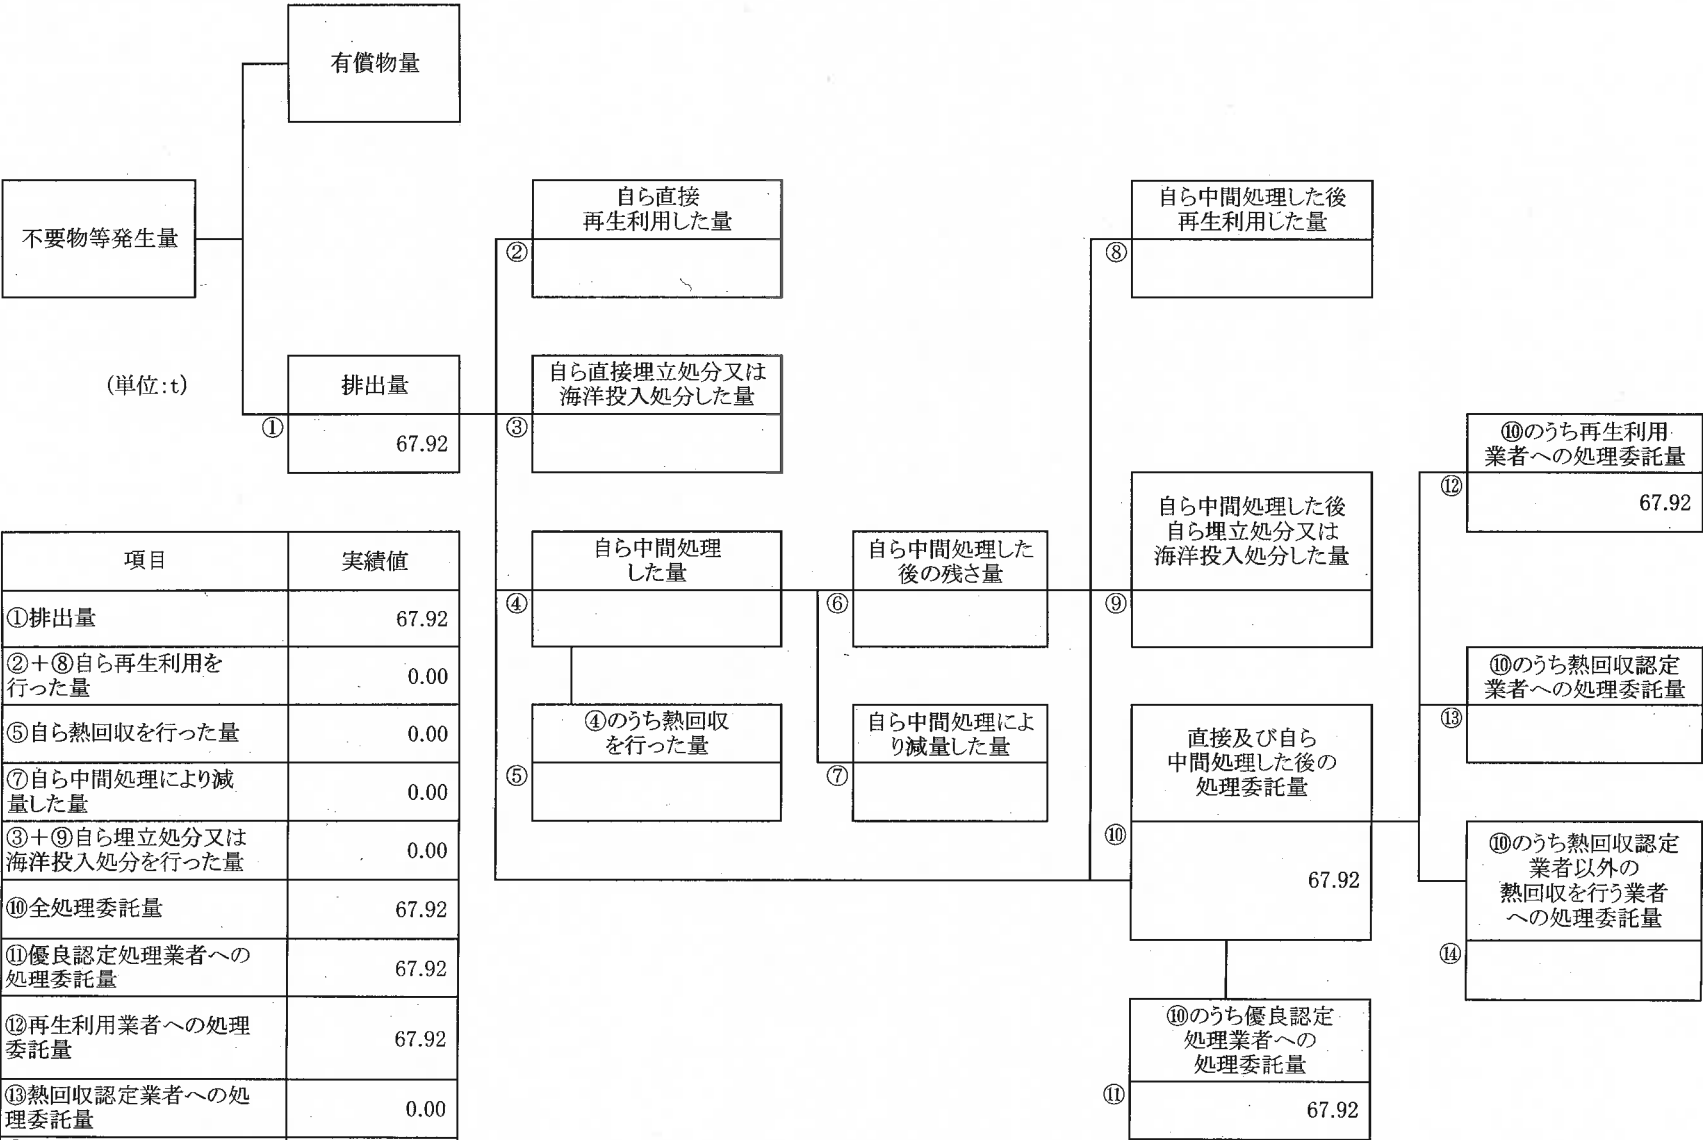 有償物量
不要物等発生量
(単位:t)
排出量
①
67.92
自ら直接
再生利用した量
②
自ら直接埋立処分又は
海洋投入処分した量
③
自ら中間処理
した量
④
④のうち熱回収
を行った量
⑤
自ら中間処理した
後の残さ量
⑥
自ら中間処理によ
り減量した量
⑦
自ら中間処理した後
再生利用した量
⑧
自ら中間処理した後
自ら埋立処分又は
海洋投入処分した量
⑨
直接及び自ら
中間処理した後の
処理委託量
⑩
67.92
⑩のうち優良認定
処理業者への
処理委託量
⑪
67.92
⑩のうち再生利用
業者への処理委託量
⑫
67.92
⑩のうち熱回収認定
業者への処理委託量
⑬
⑩のうち熱回収認定
業者以外の
熱回収を行う業者
への処理委託量
⑭
項目 実績値
①排出量 67.92
②+⑧自ら再生利用を
行った量 0.00
⑤自ら熱回収を行った量 0.00
⑦自ら中間処理により減
量した量 0.00
③+⑨自ら埋立処分又は
海洋投入処分を行った量 0.00
⑩全処理委託量 67.92
⑪優良認定処理業者への
処理委託量 67.92
⑫再生利用業者への処理
委託量 67.92
⑬熱回収認定業者への処
理委託量 0.00